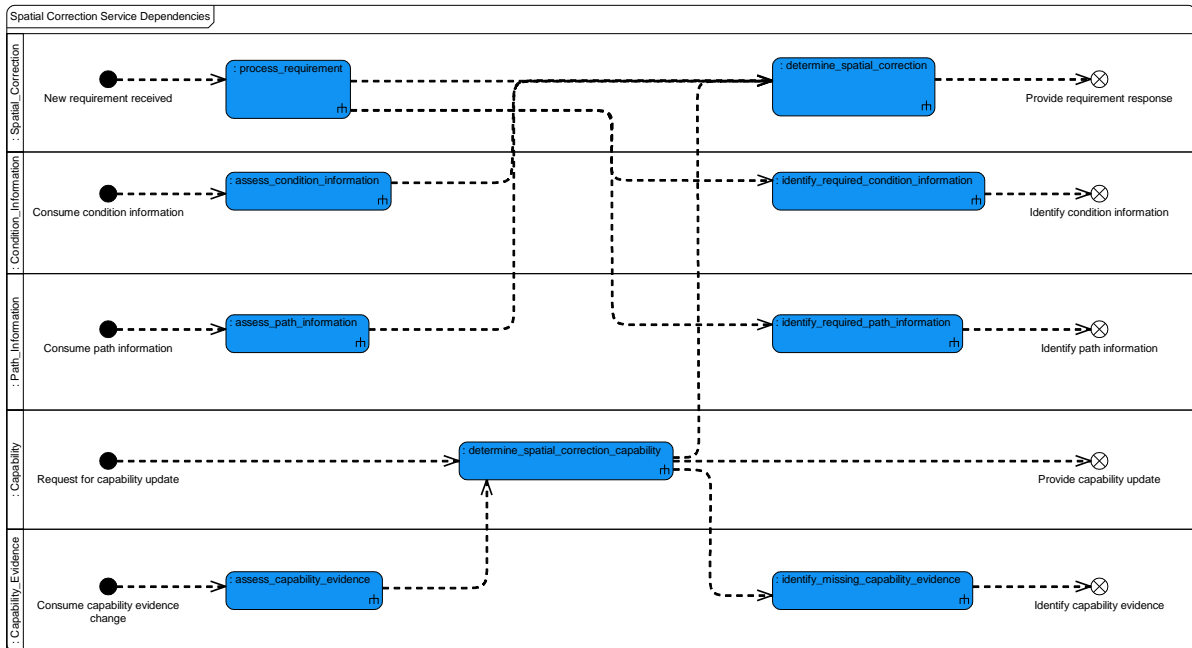 Spatial Correction Service Dependencies
: Spatial_Correction
New requirement received
: process_requirement
: determine_spatial_correction
Provide requirement response
: Condition_Information
Consume condition information
: assess_condition_information
: identify_required_condition_information
Identify condition information
: Path_Information
Consume path information
: assess_path_information
: identify_required_path_information
Identify path information
: Capability
Request for capability update
: determine_spatial_correction_capability
Provide capability update
: Capability_Evidence
Consume capability evidence
change
: assess_capability_evidence
: identify_missing_capability_evidence
Identify capability evidence